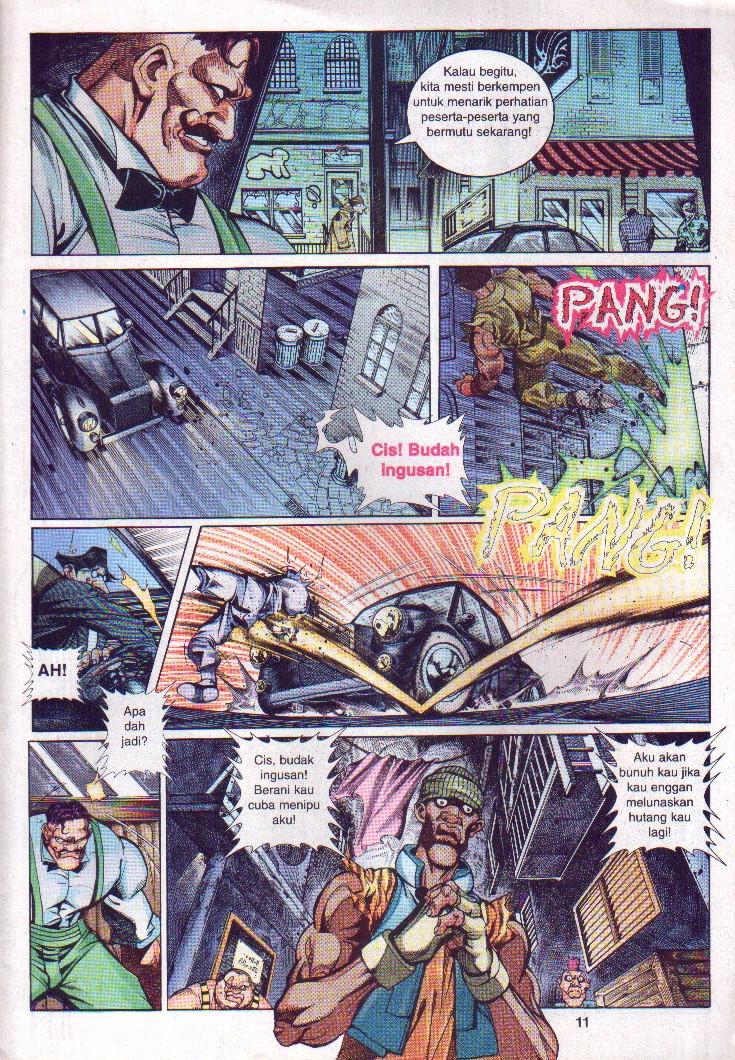 Kalau begitu,
kita mesti berkempen
untuk menarik perhatian
peserta-peserta yang
bermutu sekarang!
PANG!
Cis! Budah
ingusan!
PANG!
AH!
Apa
dah
jadi?
Cis, budak
ingusan!
Berani kau
cuba menipu
aku!
Aku akan
bunuh kau jika
kau enggan
melunaskan
hutang kau
lagi!
11